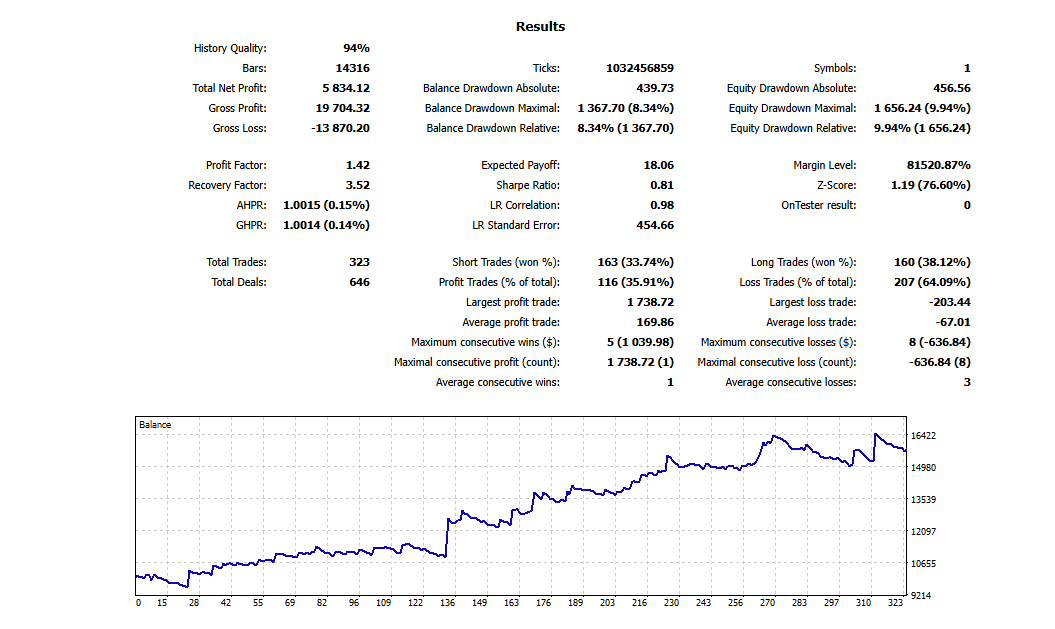 Results
History Quality: 94%
Bars: 14316 Ticks: 1032456859 Symbols: 1
Total Net Profit: 5 834.12 Balance Drawdown Absolute: 439.73 Equity Drawdown Absolute: 456.56
Gross Profit: 19 704.32 Balance Drawdown Maximal: 1 367.70 (8.34%) Equity Drawdown Maximal: 1 656.24 (9.94%)
Gross Loss: -13 870.20 Balance Drawdown Relative: 8.34% (1 367.70) Equity Drawdown Relative: 9.94% (1 656.24)
Profit Factor: 1.42 Expected Payoff: 18.06 Margin Level: 81520.87%
Recovery Factor: 3.52 Sharpe Ratio: 0.81 Z-Score: 1.19 (76.60%)
AHPR: 1.0015 (0.15%) LR Correlation: 0.98 OnTester result: 0
GHPR: 1.0014 (0.14%) LR Standard Error: 454.66
Total Trades: 323 Short Trades (won %): 163 (33.74%) Long Trades (won %): 160 (38.12%)
Total Deals: 646 Profit Trades (% of total): 116 (35.91%) Loss Trades (% of total): 207 (64.09%)
Largest profit trade: 1 738.72 Largest loss trade: -203.44
Average profit trade: 169.86 Average loss trade: -67.01
Maximum consecutive wins ($): 5 (1 039.98) Maximum consecutive losses ($): 8 (-636.84)
Maximal consecutive profit (count): 1 738.72 (1) Maximal consecutive loss (count): -636.84 (8)
Average consecutive wins: 1 Average consecutive losses: 3
Balance
16422
14980
13539
12097
10655
9214
0 15 28 42 55 69 82 96 109 122 136 149 163 176 189 203 216 230 243 256 270 283 297 310 323